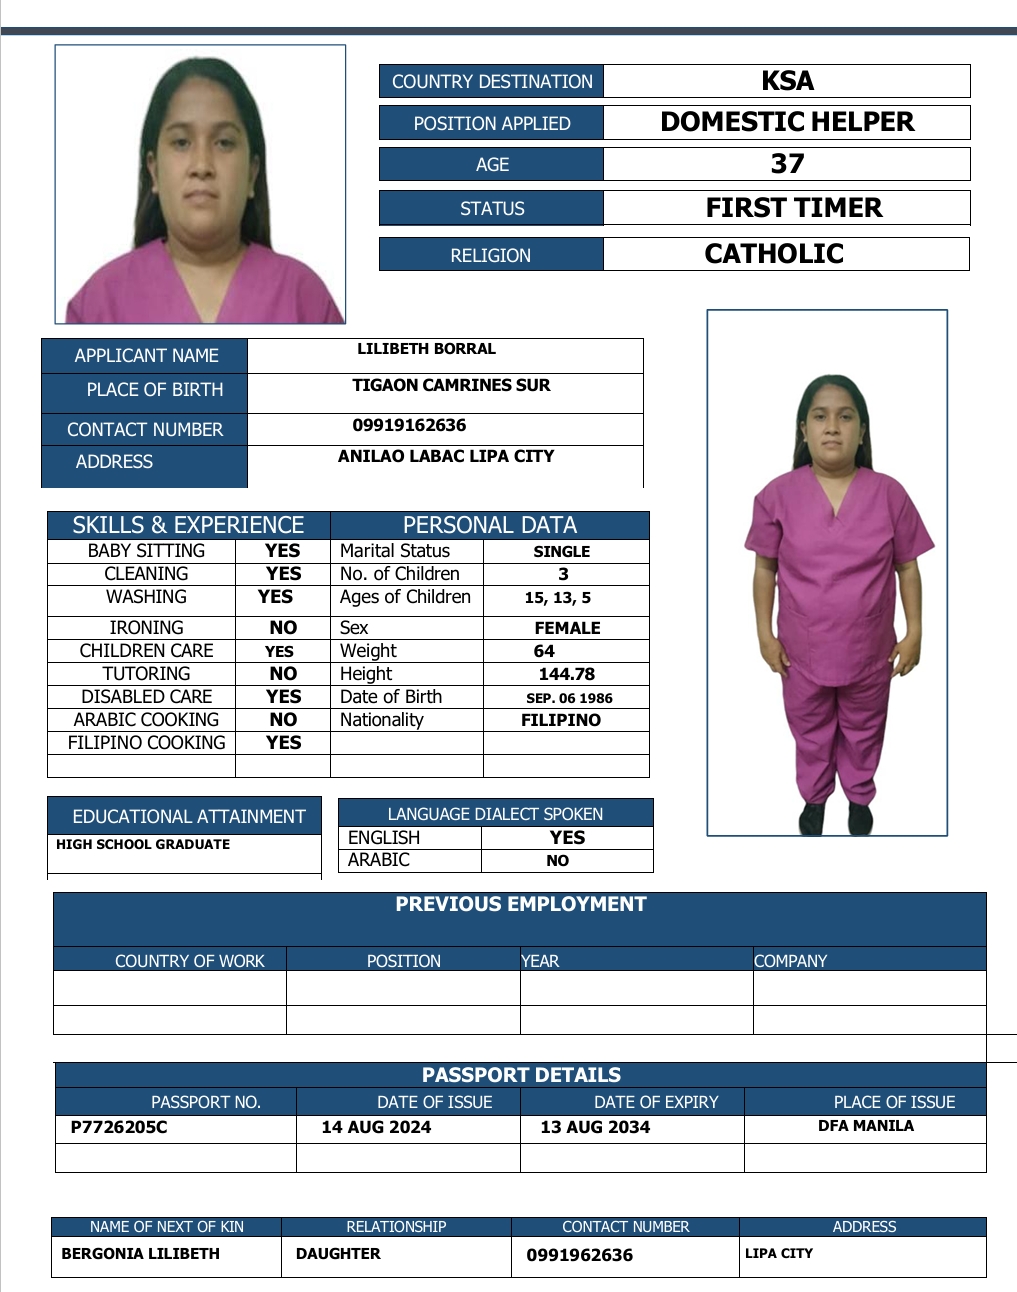 COUNTRY DESTINATION KSA
POSITION APPLIED DOMESTIC HELPER
AGE 37
STATUS FIRST TIMER
RELIGION CATHOLIC
APPLICANT NAME LILIBETH BORRAL
PLACE OF BIRTH TIGAON CAMRINES SUR
CONTACT NUMBER 09919162636
ADDRESS ANILAO LABAC LIPA CITY
SKILLS & EXPERIENCE PERSONAL DATA
BABY SITTING YES Marital Status SINGLE
CLEANING YES No. of Children 3
WASHING YES Ages of Children 15, 13, 5
IRONING NO Sex FEMALE
CHILDREN CARE YES Weight 64
TUTORING NO Height 144.78
DISABLED CARE YES Date of Birth SEP. 06 1986
ARABIC COOKING NO Nationality FILIPINO
FILIPINO COOKING YES
EDUCATIONAL ATTAINMENT
HIGH SCHOOL GRADUATE
LANGUAGE DIALECT SPOKEN
ENGLISH YES
ARABIC NO
PREVIOUS EMPLOYMENT
COUNTRY OF WORK POSITION YEAR COMPANY
PASSPORT DETAILS
PASSPORT NO. DATE OF ISSUE DATE OF EXPIRY PLACE OF ISSUE
P7726205C 14 AUG 2024 13 AUG 2034 DFA MANILA
NAME OF NEXT OF KIN RELATIONSHIP CONTACT NUMBER ADDRESS
BERGONIA LILIBETH DAUGHTER 0991962636 LIPA CITY